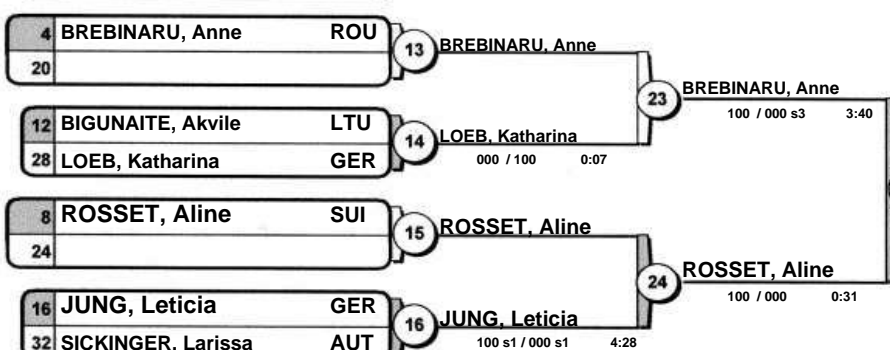 4 BREBINARU, Anne ROU
20
13 BREBINARU, Anne
12 BIGUNAITE, Akvile LTU
28 LOEB, Katharina GER
14 LOEB, Katharina
000 / 100 0:07
23 BREBINARU, Anne
100 / 000 s3 3:40
8 ROSSET, Aline SUI
24
15 ROSSET, Aline
16 JUNG, Leticia GER
32 SICKINGER, Larissa AUT
16 JUNG, Leticia
100 s1 / 000 s1 4:28
24 ROSSET, Aline
100 / 000 0:31